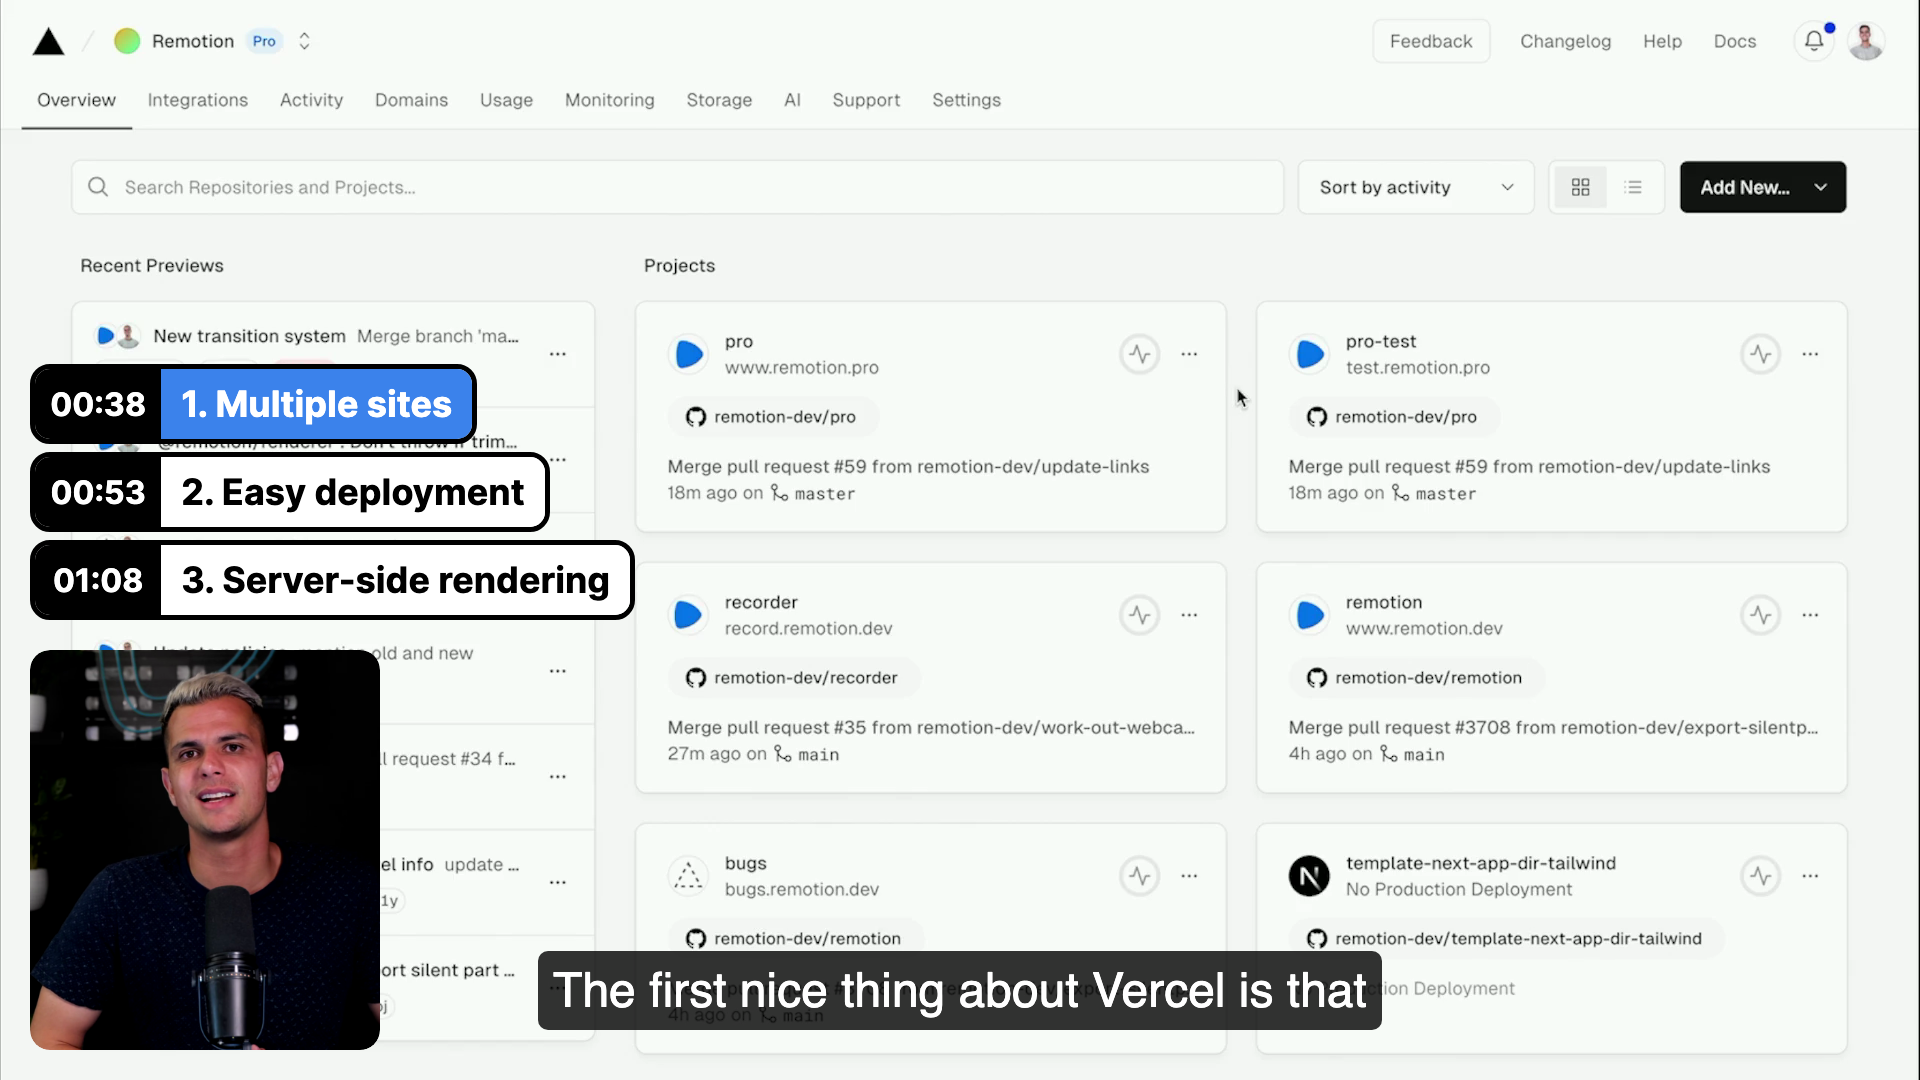 Remotion Pro
Feedback Changelog Help Docs
Overview Integrations Activity Domains Usage Monitoring Storage AI Support Settings
Search Repositories and Projects...
Sort by activity
Add New...
Recent Previews
New transition system Merge branch 'ma...
00:38 1. Multiple sites
trim...
00:53 2. Easy deployment
01:08 3. Server-side rendering
old and new
ll request #34 f...
el info update ...
1y
ort silent part ...
Projects
pro
www.remotion.pro
remotion-dev/pro
Merge pull request #59 from remotion-dev/update-links
18m ago on master
pro-test
test.remotion.pro
remotion-dev/pro
Merge pull request #59 from remotion-dev/update-links
18m ago on master
recorder
record.remotion.dev
remotion-dev/recorder
Merge pull request #35 from remotion-dev/work-out-webca...
27m ago on main
remotion
www.remotion.dev
remotion-dev/remotion
Merge pull request #3708 from remotion-dev/export-silentp...
4h ago on main
bugs
bugs.remotion.dev
remotion-dev/remotion
4h ago on main
template-next-app-dir-tailwind
No Production Deployment
remotion-dev/template-next-app-dir-tailwind
ction Deployment
The first nice thing about Vercel is that